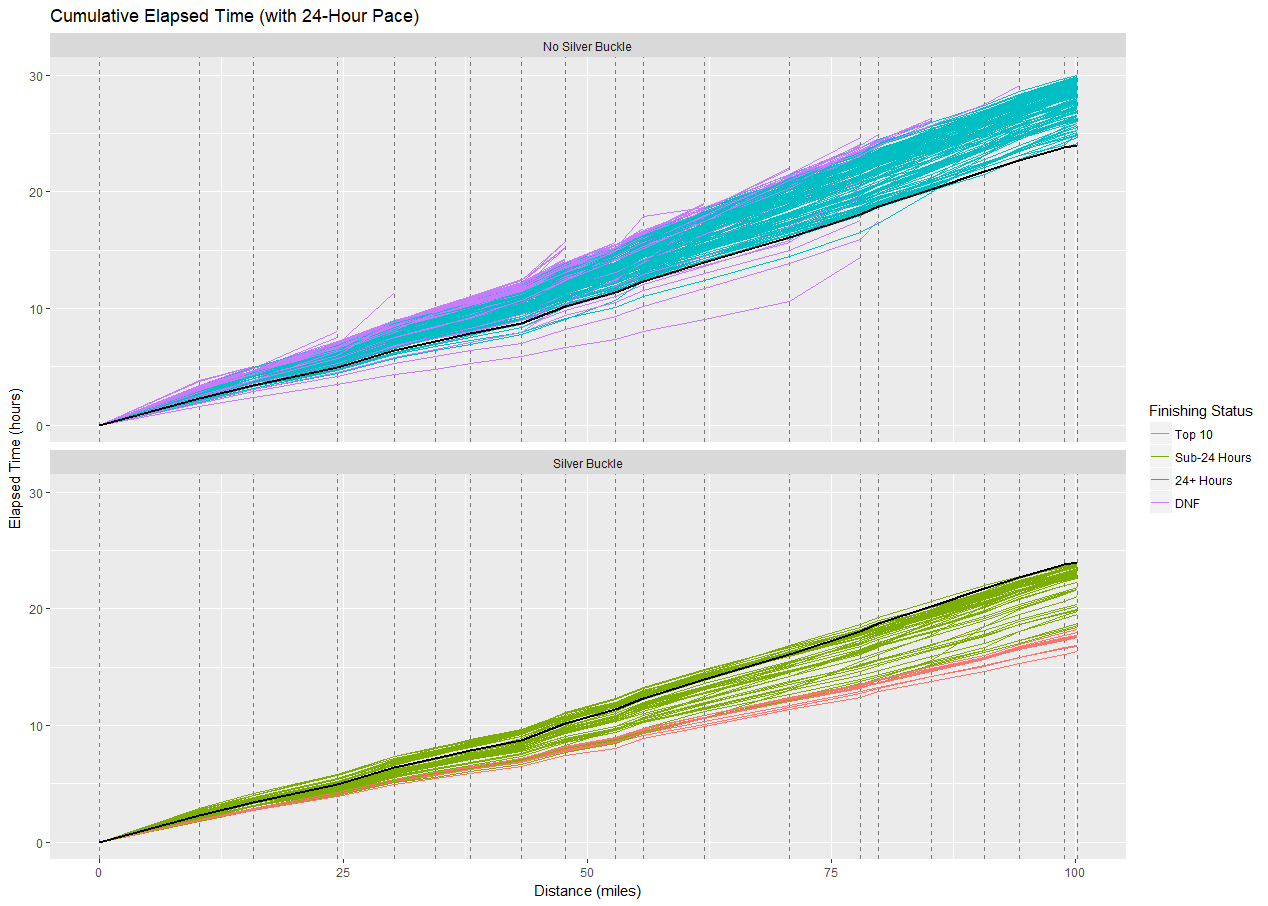 Cumulative Elapsed Time (with 24-Hour Pace)
No Silver Buckle
30
20
10
0
Silver Buckle
30
20
10
0
0 25 50 75 100
Distance (miles)
Elapsed Time (hours)
Finishing Status
Top 10
Sub-24 Hours
24+ Hours
DNF